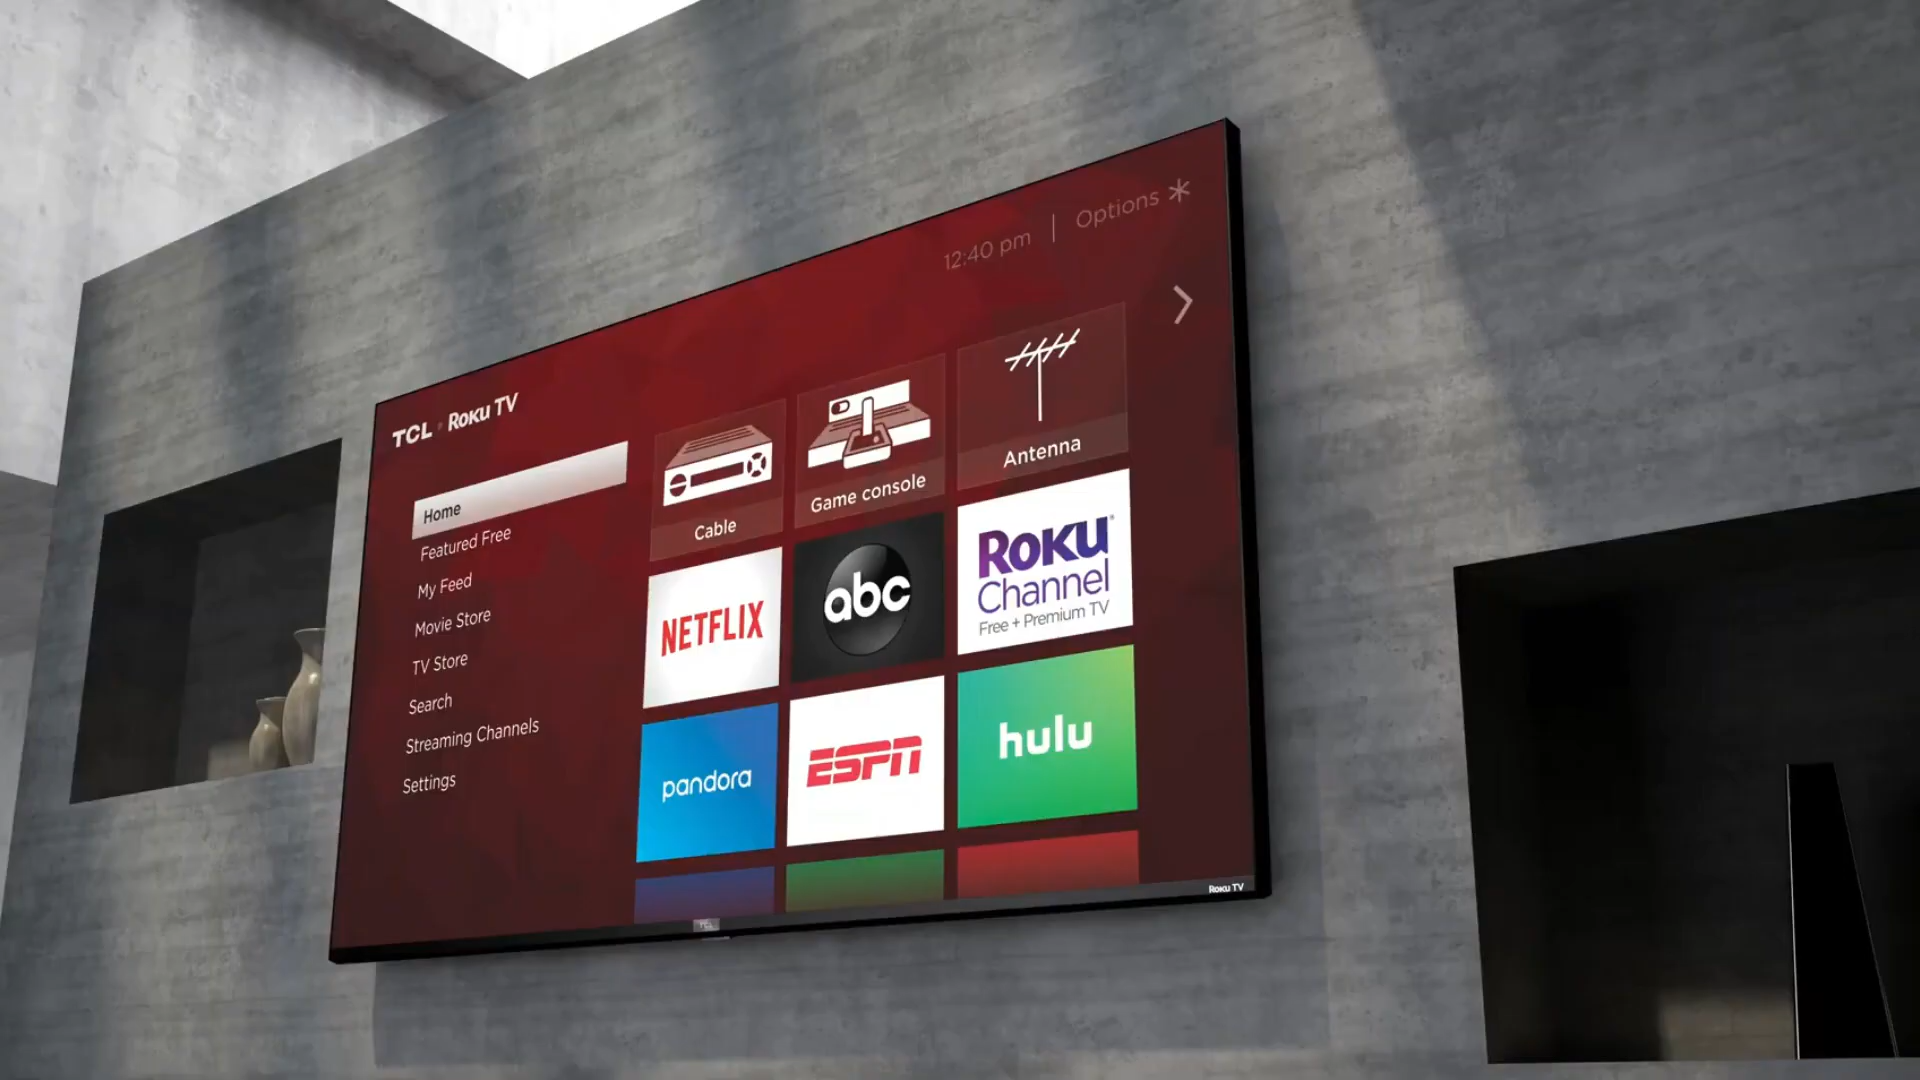 12:40 pm | Options *
TCL • Roku TV
Home
Featured Free
My Feed
Movie Store
TV Store
Search
Streaming Channels
Settings
Cable
Game console
Antenna
NETFLIX
abc
Roku
Channel
Free + Premium TV
pandora
ESPN
hulu
TCL
Roku TV